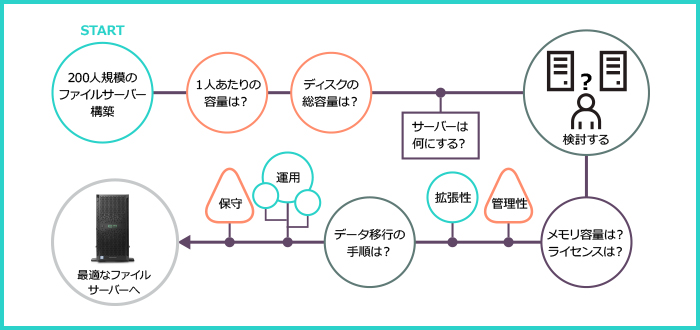 START
200人規模の
ファイルサーバー
構築
1人あたりの
容量は?
ディスクの
総容量は?
サーバーは
何にする?
?
検討する
メモリ容量は?
ライセンスは?
管理性
拡張性
データ移行の
手順は?
運用
保守
最適なファイル
サーバーへ